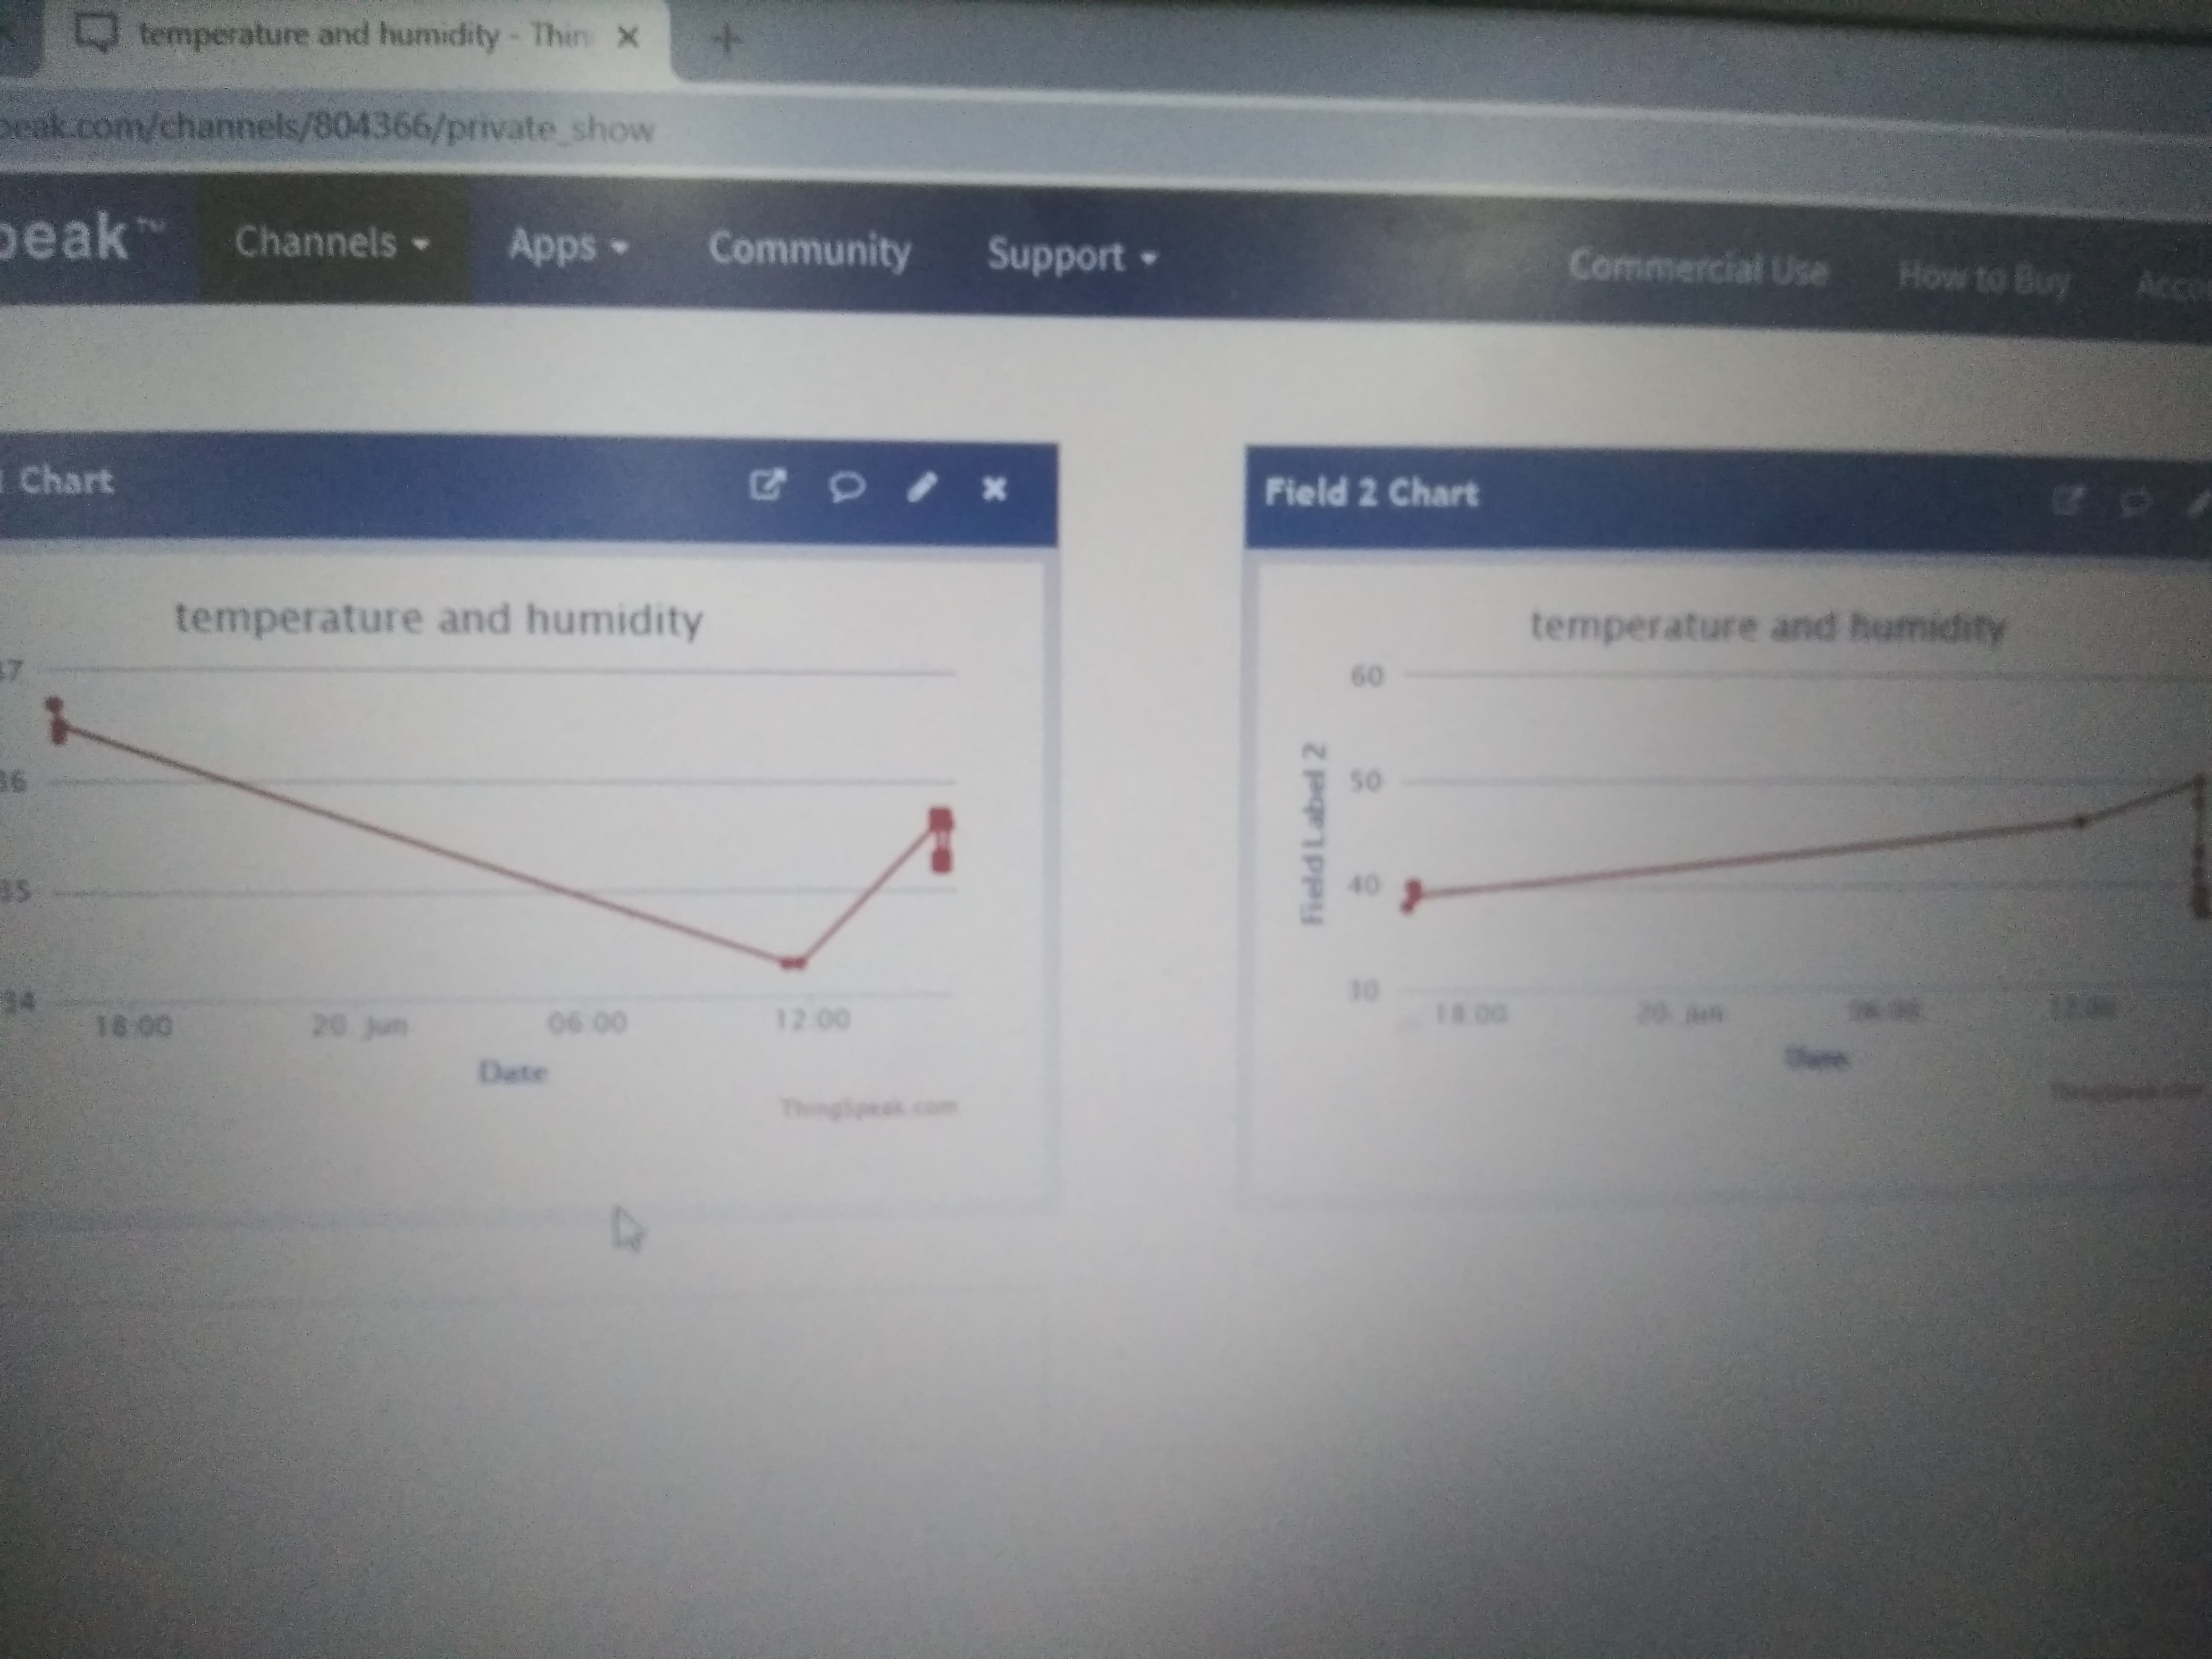 temperature and humidity - Thin
peak.com/channels/804366/private_show
peak™ Channels Apps Community Support Commercial Use How to Buy Acco
Chart
temperature and humidity
37
36
35
34
18:00 20. Jun 06:00 12:00
Date
ThingSpeak.com
Field 2 Chart
temperature and humidity
Field Label 2
60
50
40
30
18:00 20. Jun 06:00 12:00
Date
ThingSpeak.com